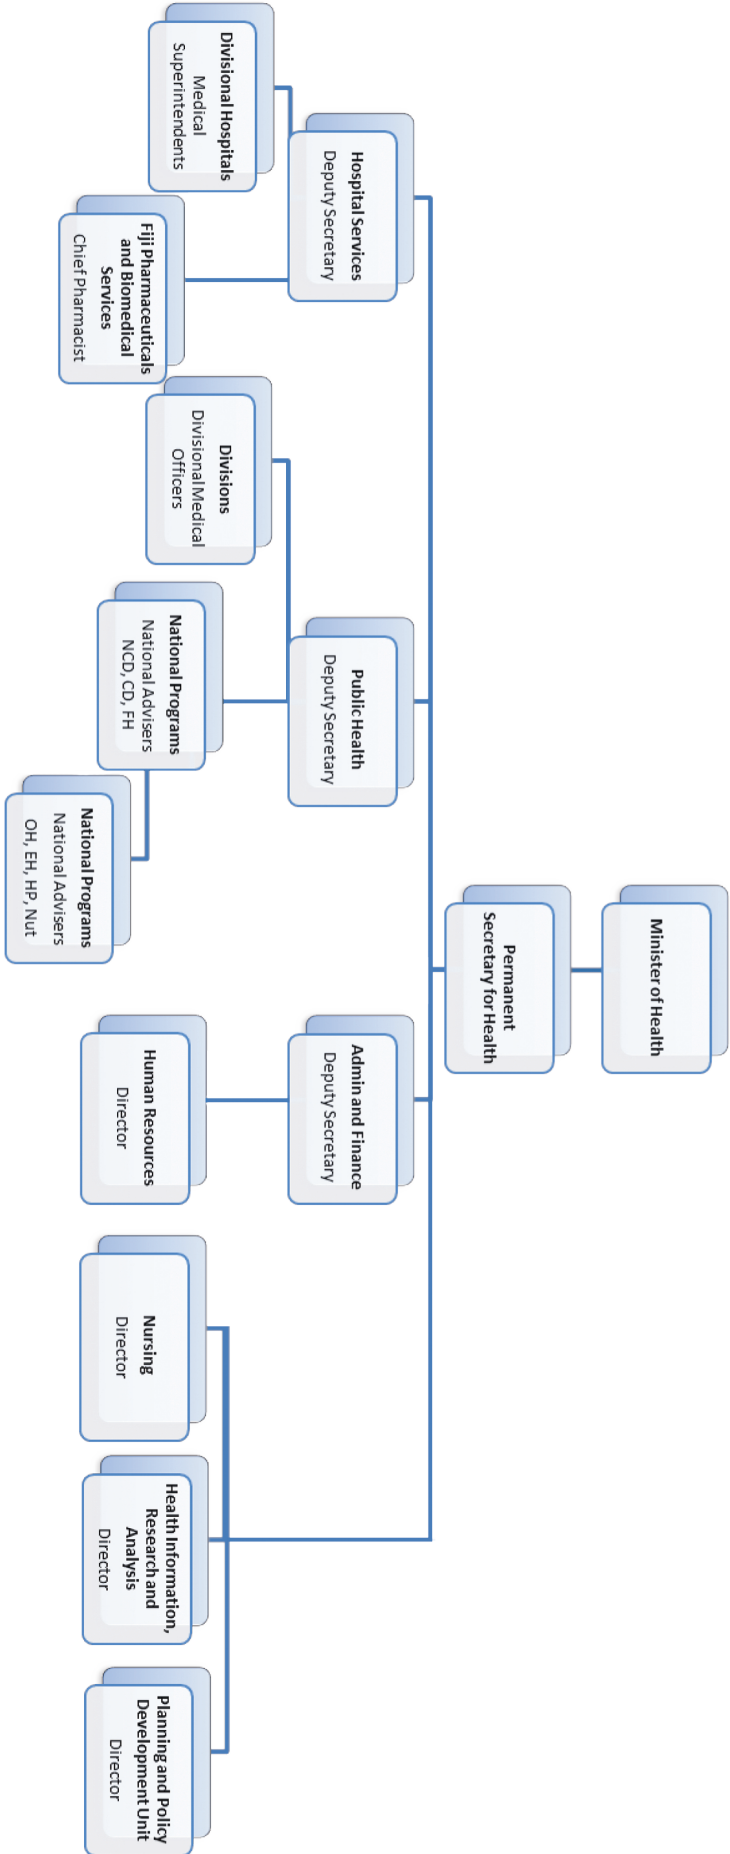 Minister of Health
Permanent
Secretary for Health
Hospital Services
Deputy Secretary
Public Health
Deputy Secretary
Admin and Finance
Deputy Secretary
Divisional Hospitals
Medical
Superintendents
Fiji Pharmaceuticals
and Biomedical
Services
Chief Pharmacist
Divisions
Divisional Medical
Officers
National Programs
National Advisers
NCD, CD, FH
National Programs
National Advisers
OH, EH, HP, Nut
Human Resources
Director
Nursing
Director
Health Information,
Research and
Analysis
Director
Planning and Policy
Development Unit
Director